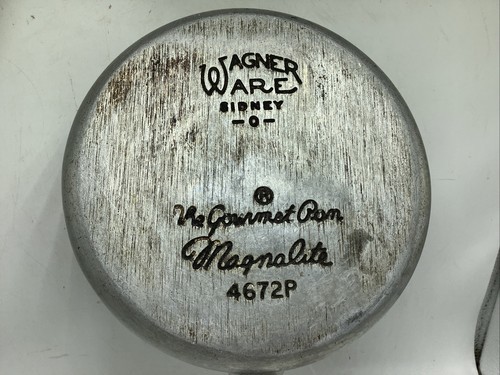 WAGNER
WARE
SIDNEY
-O-
®
The Gourmet Pan
Magnalite
4672P